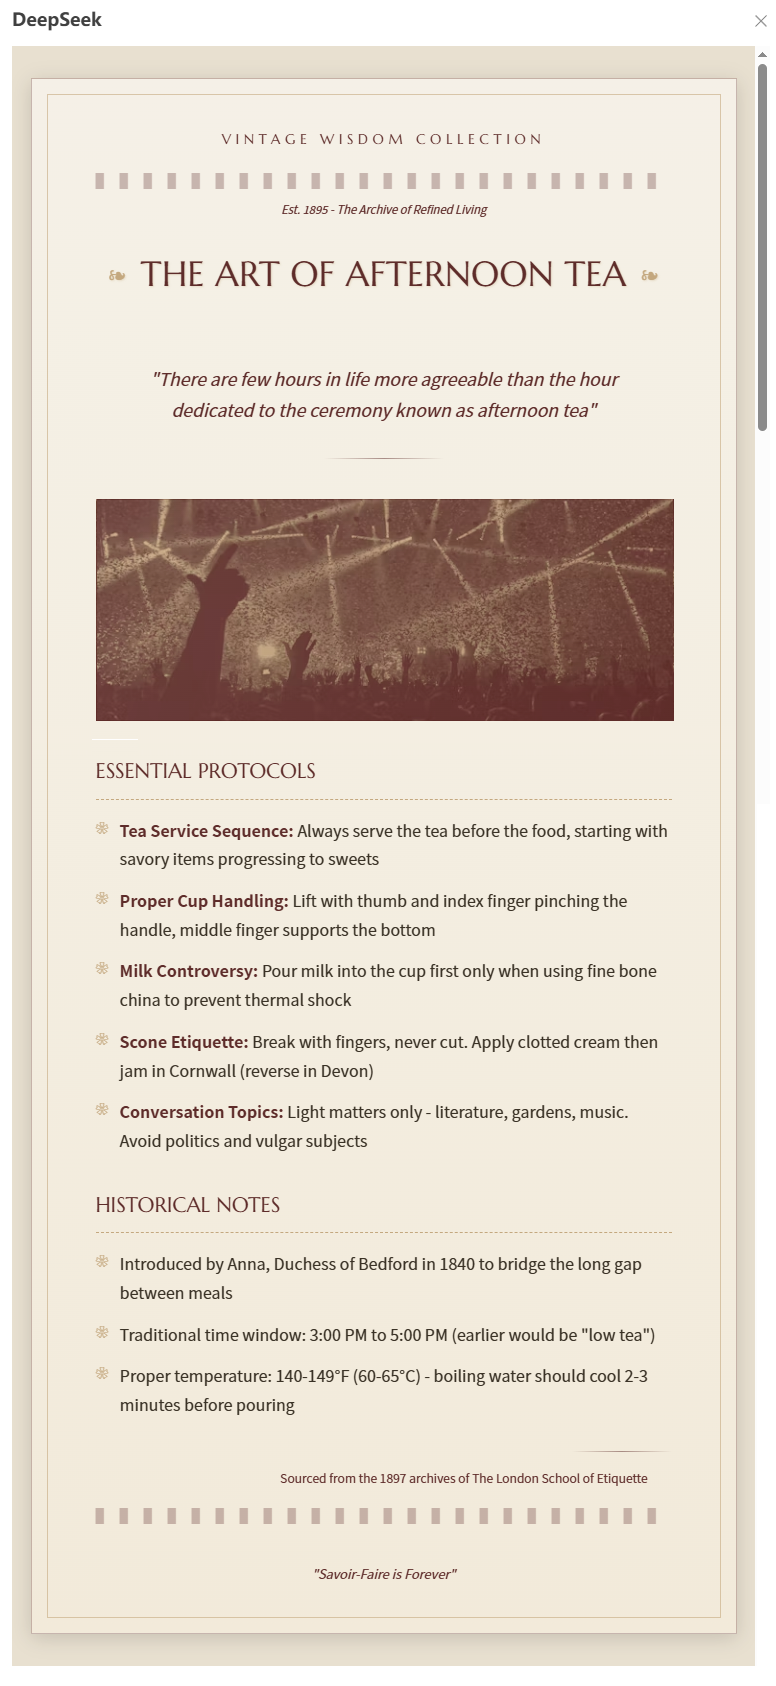 DeepSeek
VINTAGE WISDOM COLLECTION
Est. 1895 - The Archive of Refined Living
❧ THE ART OF AFTERNOON TEA ❧
"There are few hours in life more agreeable than the hour
dedicated to the ceremony known as afternoon tea"
ESSENTIAL PROTOCOLS
Tea Service Sequence: Always serve the tea before the food, starting with
savory items progressing to sweets
Proper Cup Handling: Lift with thumb and index finger pinching the
handle, middle finger supports the bottom
Milk Controversy: Pour milk into the cup first only when using fine bone
china to prevent thermal shock
Scone Etiquette: Break with fingers, never cut. Apply clotted cream then
jam in Cornwall (reverse in Devon)
Conversation Topics: Light matters only - literature, gardens, music.
Avoid politics and vulgar subjects
HISTORICAL NOTES
Introduced by Anna, Duchess of Bedford in 1840 to bridge the long gap
between meals
Traditional time window: 3:00 PM to 5:00 PM (earlier would be "low tea")
Proper temperature: 140-149°F (60-65°C) - boiling water should cool 2-3
minutes before pouring
Sourced from the 1897 archives of The London School of Etiquette
"Savoir-Faire is Forever"